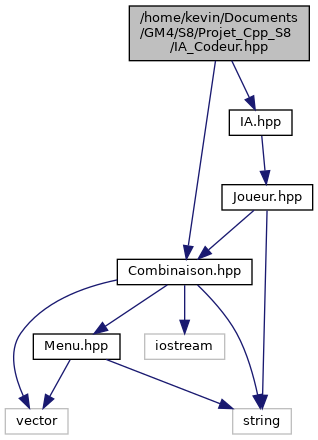 /home/kevin/Documents
/GM4/S8/Projet_Cpp_S8
/IA_Codeur.hpp
IA.hpp
Joueur.hpp
Combinaison.hpp
Menu.hpp
iostream
vector
string